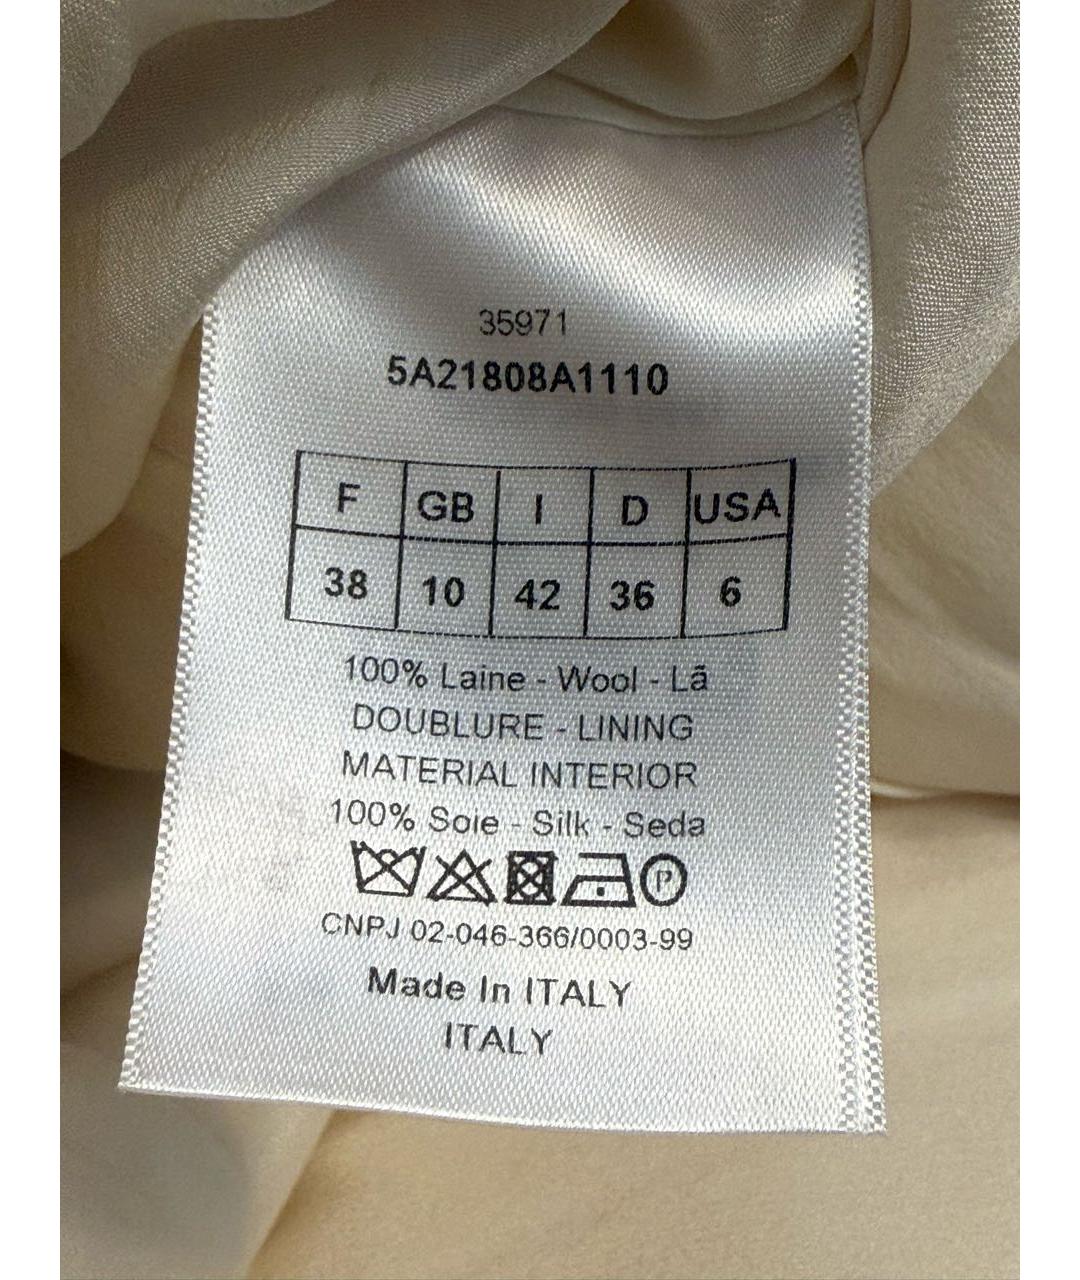 35971
5A21808A1110
F GB I D USA
38 10 42 36 6
100% Laine - Wool - Lã
DOUBLURE - LINING
MATERIAL INTERIOR
100% Soie - Silk - Seda
P
CNPJ 02-046-366/0003-99
Made In ITALY
ITALY